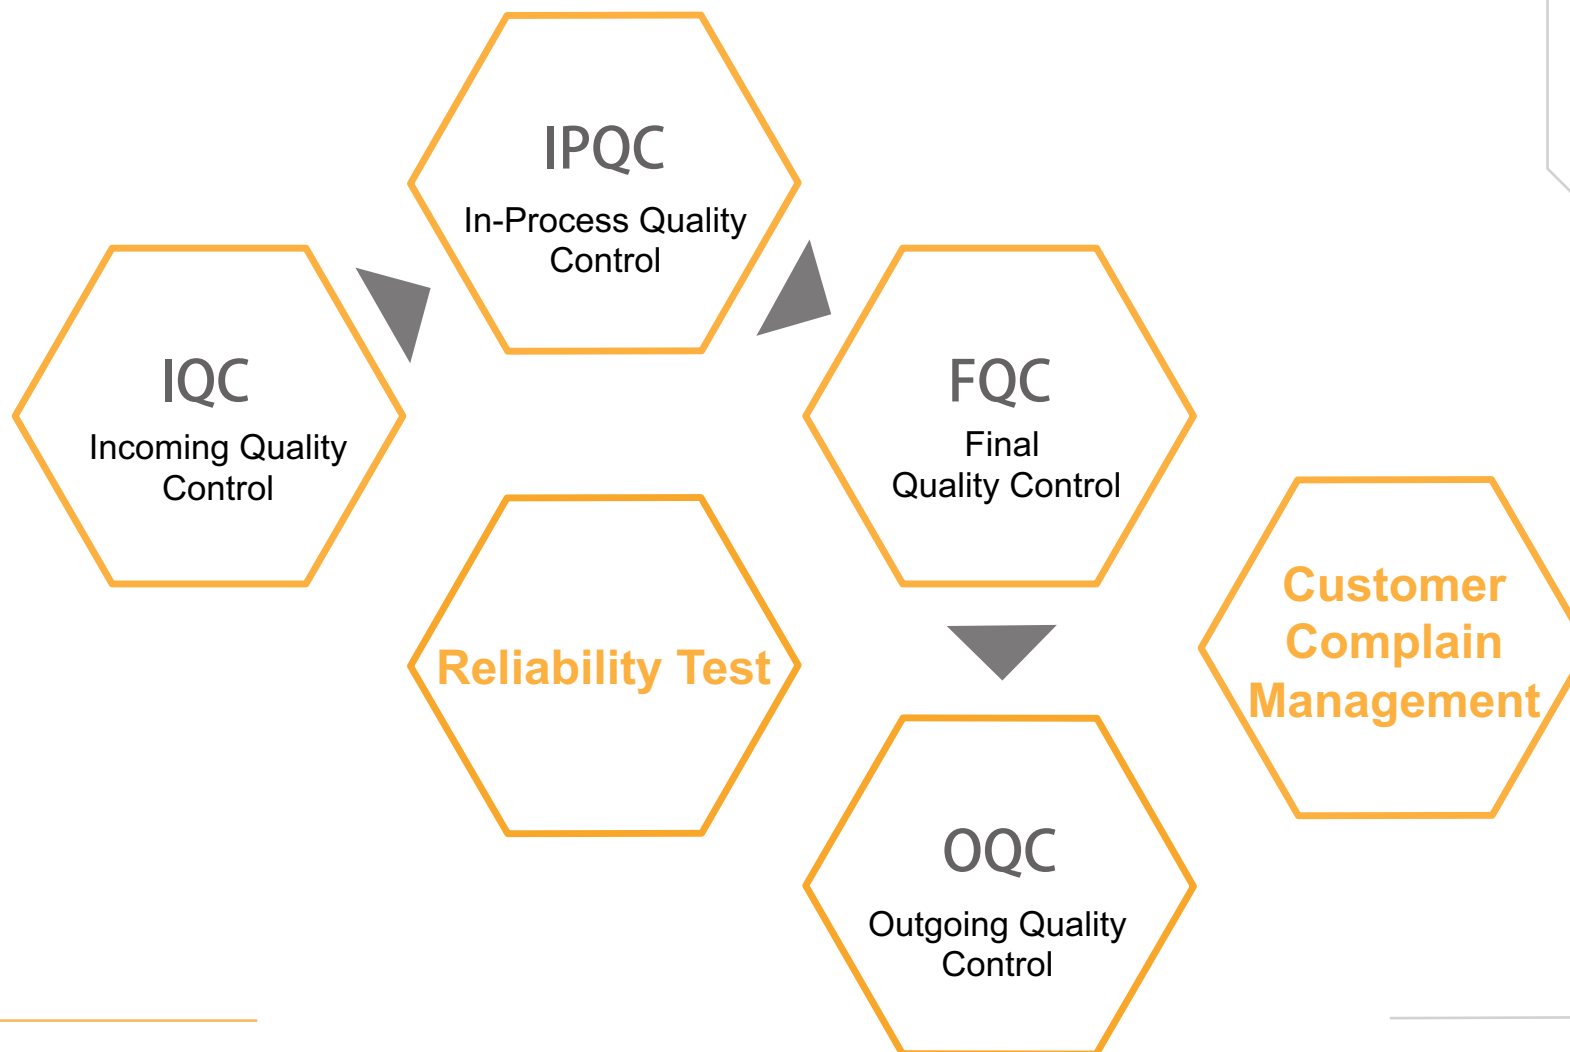 IPQC
In-Process Quality
Control
IQC
Incoming Quality
Control
FQC
Final
Quality Control
Reliability Test
Customer
Complain
Management
OQC
Outgoing Quality
Control